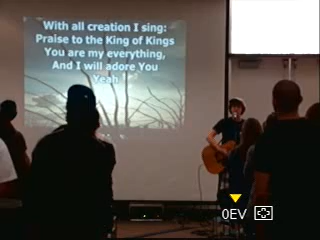 With all creation I sing:
Praise to the King of Kings
You are my everything,
And I will adore You
Yeah
0EV